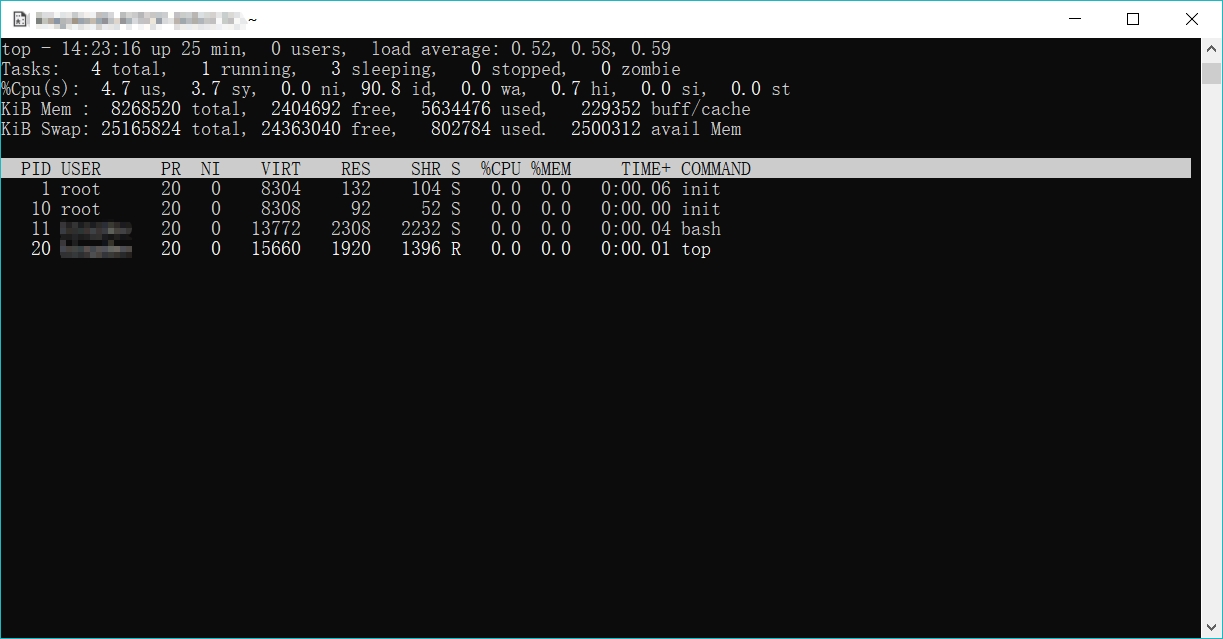 ~
top - 14:23:16 up 25 min,  0 users,  load average: 0.52, 0.58, 0.59
Tasks:   4 total,   1 running,   3 sleeping,   0 stopped,   0 zombie
%Cpu(s):  4.7 us,  3.7 sy,  0.0 ni, 90.8 id,  0.0 wa,  0.7 hi,  0.0 si,  0.0 st
KiB Mem :  8268520 total,  2404692 free,  5634476 used,   229352 buff/cache
KiB Swap: 25165824 total, 24363040 free,   802784 used.  2500312 avail Mem
PID USER      PR  NI    VIRT    RES    SHR S  %CPU %MEM     TIME+ COMMAND
1 root      20   0    8304    132    104 S   0.0  0.0   0:00.06 init
10 root      20   0    8308     92     52 S   0.0  0.0   0:00.00 init
11           20   0   13772   2308   2232 S   0.0  0.0   0:00.04 bash
20           20   0   15660   1920   1396 R   0.0  0.0   0:00.01 top